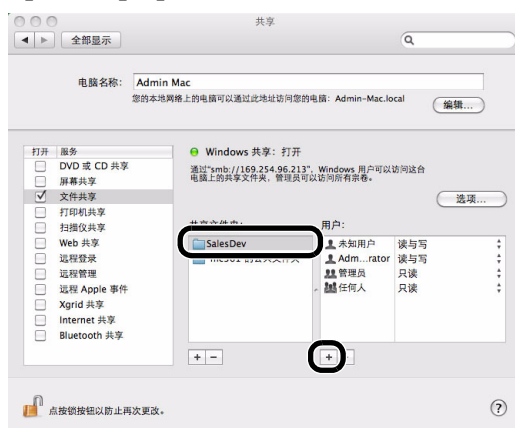 共享
全部显示
电脑名称: Admin Mac
您的本地网络上的电脑可以通过此地址访问您的电脑: Admin-Mac.local
编辑...
打开 服务
DVD 或 CD 共享
屏幕共享
文件共享
打印机共享
扫描仪共享
Web 共享
远程登录
远程管理
远程 Apple 事件
Xgrid 共享
Internet 共享
Bluetooth 共享
Windows 共享: 打开
通过"smb://169.254.96.213", Windows 用户可以访问这台
电脑上的共享文件夹, 管理员可以访问所有宗卷。
选项...
共享文件夹:
SalesDev
的公共文件夹
+ −
用户:
未知用户 读与写
Adm...rator 读与写
管理员 只读
任何人 只读
+
点按锁按钮以防止再次更改。
?